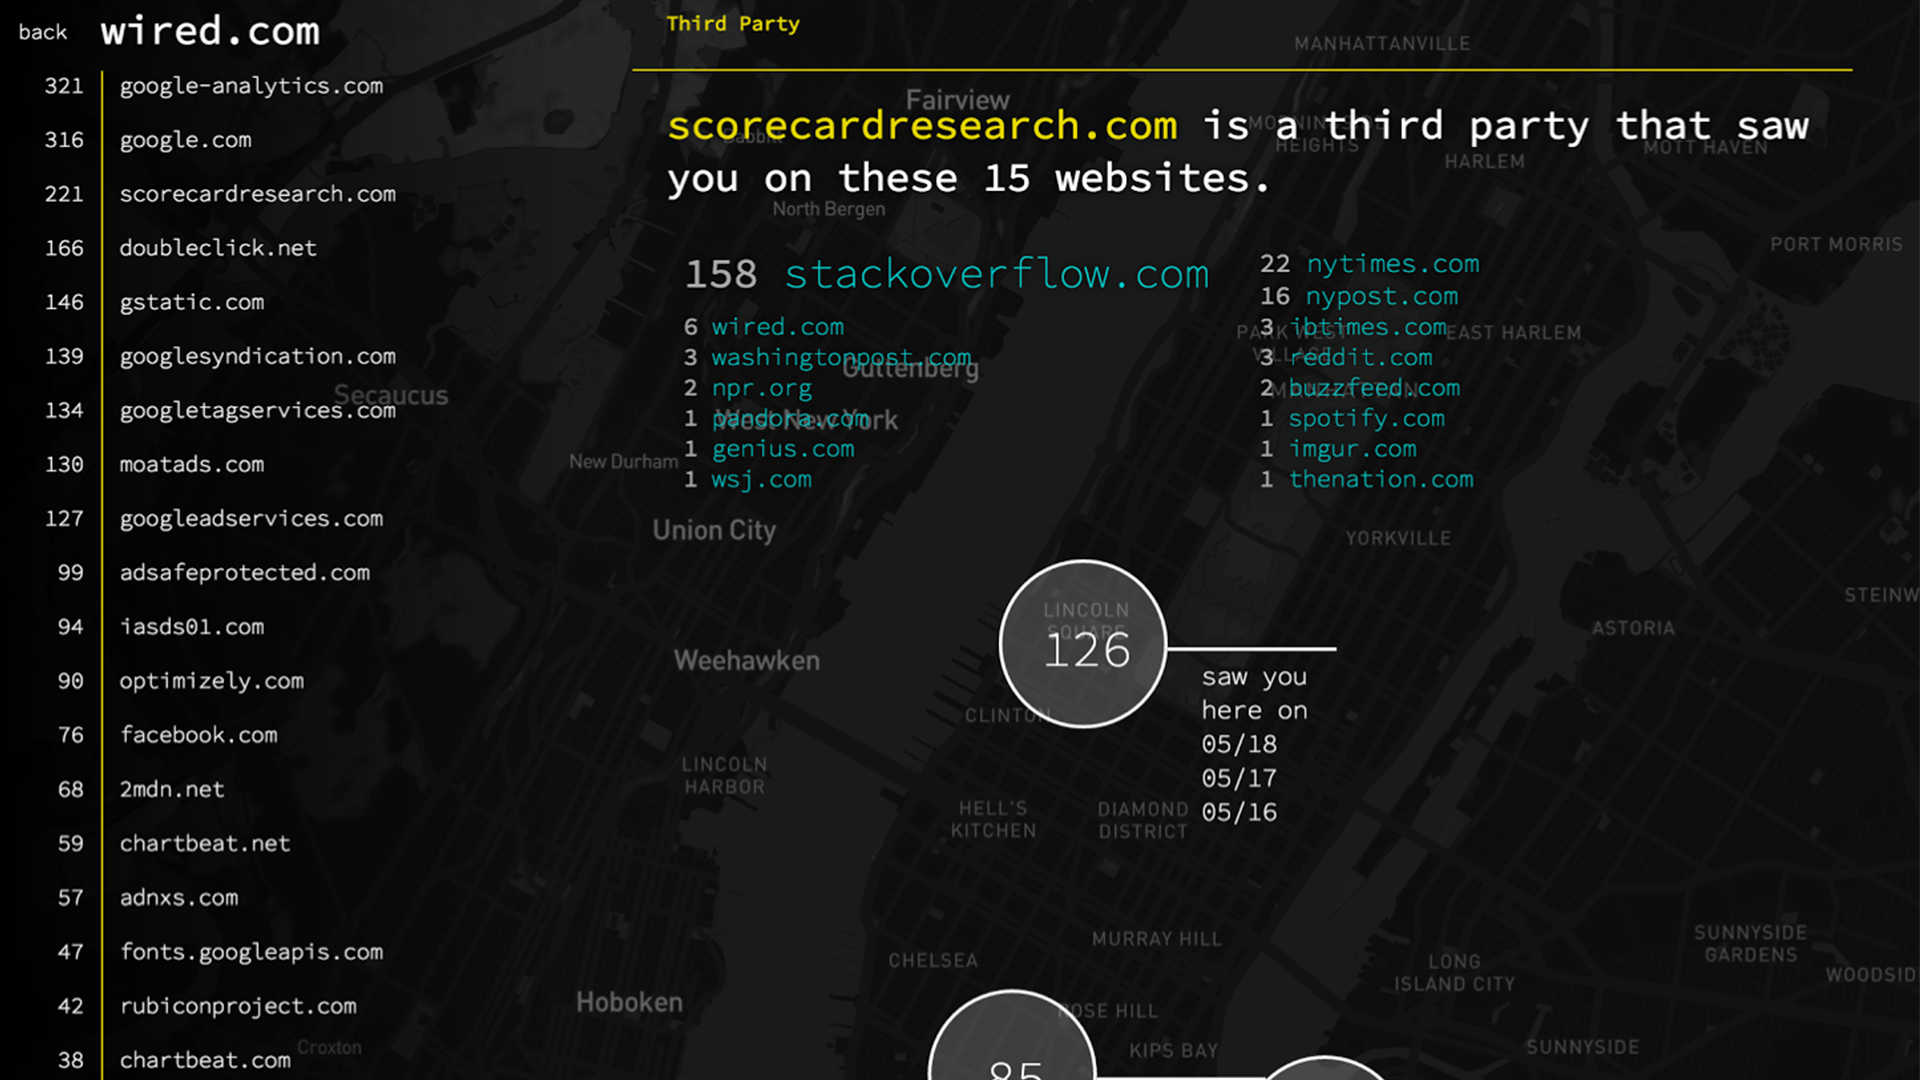 back wired.com
321 google-analytics.com
316 google.com
221 scorecardresearch.com
166 doubleclick.net
146 gstatic.com
139 googlesyndication.com
134 googletagservices.com
130 moatads.com
127 googleadservices.com
99 adsafeprotected.com
94 iasds01.com
90 optimizely.com
76 facebook.com
68 2mdn.net
59 chartbeat.net
57 adnxs.com
47 fonts.googleapis.com
42 rubiconproject.com
38 chartbeat.com
Third Party
scorecardresearch.com is a third party that saw
you on these 15 websites.
158 stackoverflow.com
6 wired.com
3 washingtonpost.com
2 npr.org
1 pandora.com
1 genius.com
1 wsj.com
22 nytimes.com
16 nypost.com
3 ibtimes.com
3 reddit.com
2 buzzfeed.com
1 spotify.com
1 imgur.com
1 thenation.com
126
saw you
here on
05/18
05/17
05/16
85
MANHATTANVILLE
Fairview
HEIGHTS
HARLEM
MOTT HAVEN
North Bergen
PORT MORRIS
EAST HARLEM
Guttenberg
Secaucus
West New York
New Durham
Union City
YORKVILLE
LINCOLN
SQUARE
STEINW
ASTORIA
Weehawken
CLINTON
LINCOLN
HARBOR
HELL'S
KITCHEN
DIAMOND
DISTRICT
MURRAY HILL
SUNNYSIDE
GARDENS
CHELSEA
LONG
ISLAND CITY
WOODSID
Hoboken
ROSE HILL
KIPS BAY
SUNNYSIDE
Croxton